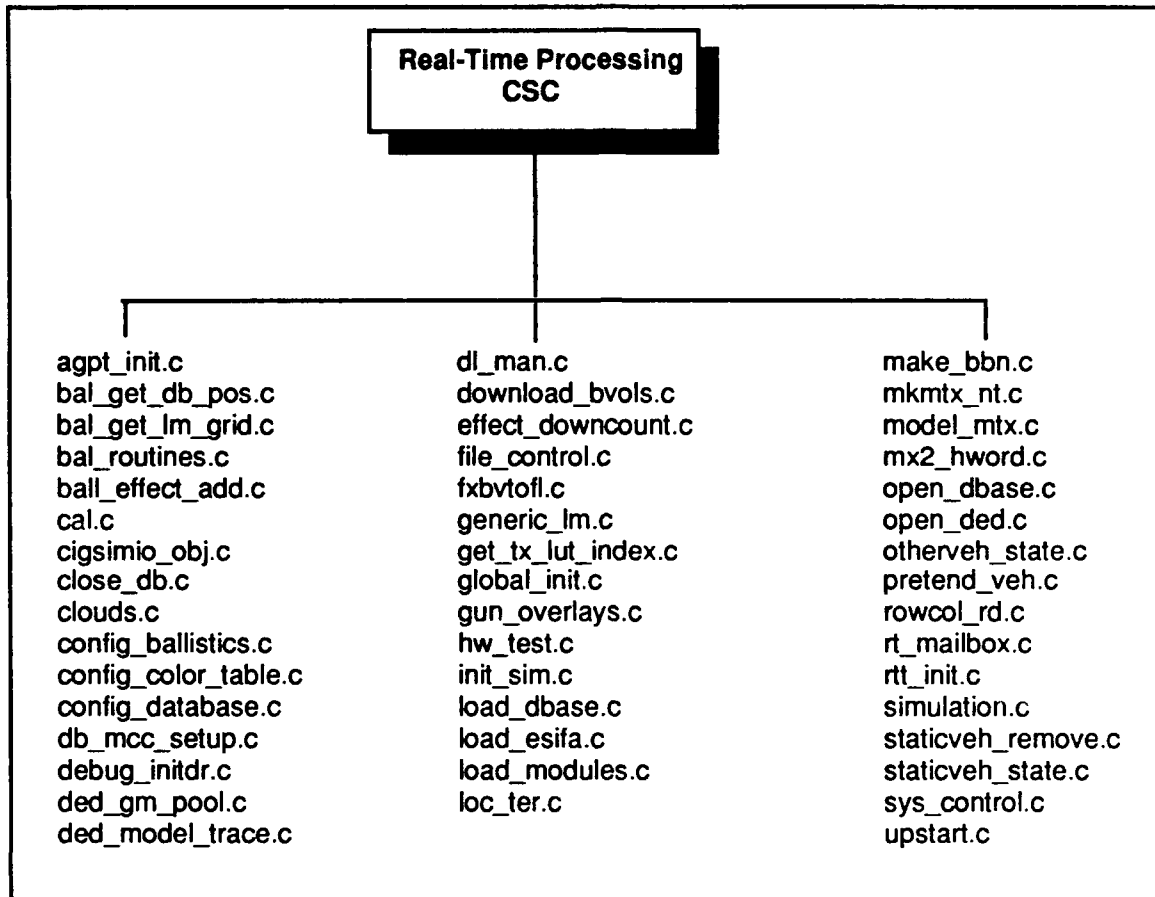 Real-Time Processing
CSC
agpt_init.c
bal_get_db_pos.c
bal_get_lm_grid.c
bal_routines.c
ball_effect_add.c
cal.c
cigsimio_obj.c
close_db.c
clouds.c
config_ballistics.c
config_color_table.c
config_database.c
db_mcc_setup.c
debug_initdr.c
ded_gm_pool.c
ded_model_trace.c
dl_man.c
download_bvols.c
effect_downcount.c
file_control.c
fxbvtofl.c
generic_lm.c
get_tx_lut_index.c
global_init.c
gun_overlays.c
hw_test.c
init_sim.c
load_dbase.c
load_esifa.c
load_modules.c
loc_ter.c
make_bbn.c
mkmtx_nt.c
model_mtx.c
mx2_hword.c
open_dbase.c
open_ded.c
otherveh_state.c
pretend_veh.c
rowcol_rd.c
rt_mailbox.c
rtt_init.c
simulation.c
staticveh_remove.c
staticveh_state.c
sys_control.c
upstart.c